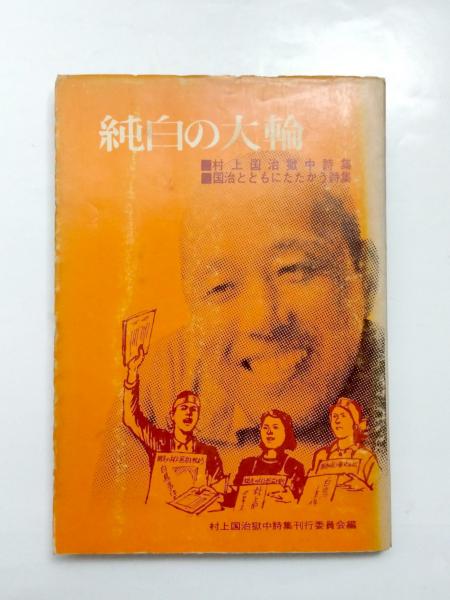 純白の大輪
■村上国治獄中詩集
■国治とともにたたかう詩集
村上国治獄中詩集刊行委員会編